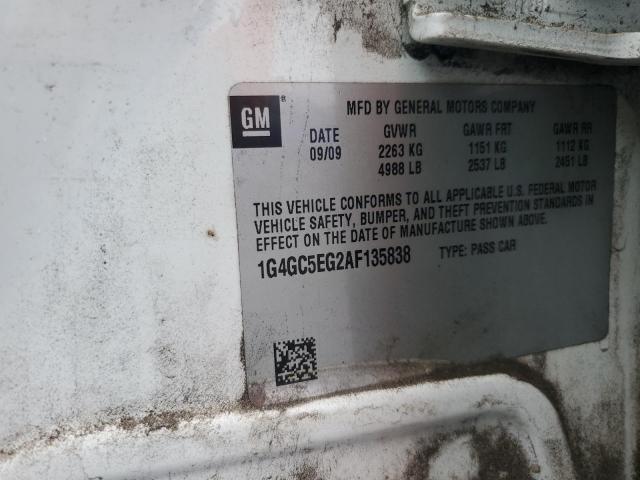 GM ®
MFD BY GENERAL MOTORS COMPANY
DATE GVWR GAWR FRT GAWR RR
09/09 2263 KG 1151 KG 1112 KG
4988 LB 2537 LB 2451 LB
THIS VEHICLE CONFORMS TO ALL APPLICABLE U.S. FEDERAL MOTOR
VEHICLE SAFETY, BUMPER, AND THEFT PREVENTION STANDARDS IN
EFFECT ON THE DATE OF MANUFACTURE SHOWN ABOVE.
1G4GC5EG2AF135838 TYPE: PASS CAR